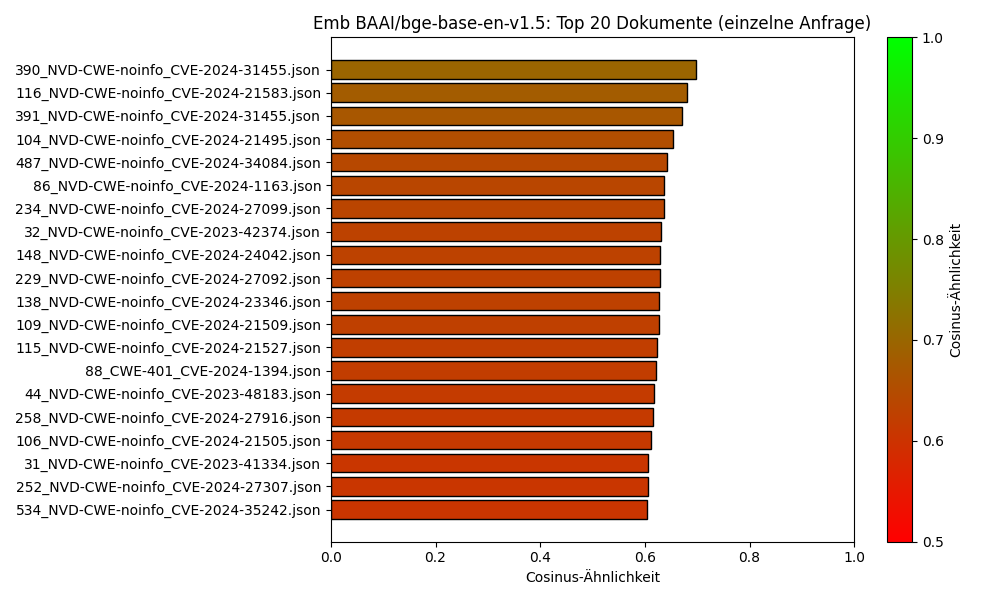 Emb BAAI/bge-base-en-v1.5: Top 20 Dokumente (einzelne Anfrage)
390_NVD-CWE-noinfo_CVE-2024-31455.json
116_NVD-CWE-noinfo_CVE-2024-21583.json
391_NVD-CWE-noinfo_CVE-2024-31455.json
104_NVD-CWE-noinfo_CVE-2024-21495.json
487_NVD-CWE-noinfo_CVE-2024-34084.json
86_NVD-CWE-noinfo_CVE-2024-1163.json
234_NVD-CWE-noinfo_CVE-2024-27099.json
32_NVD-CWE-noinfo_CVE-2023-42374.json
148_NVD-CWE-noinfo_CVE-2024-24042.json
229_NVD-CWE-noinfo_CVE-2024-27092.json
138_NVD-CWE-noinfo_CVE-2024-23346.json
109_NVD-CWE-noinfo_CVE-2024-21509.json
115_NVD-CWE-noinfo_CVE-2024-21527.json
88_CWE-401_CVE-2024-1394.json
44_NVD-CWE-noinfo_CVE-2023-48183.json
258_NVD-CWE-noinfo_CVE-2024-27916.json
106_NVD-CWE-noinfo_CVE-2024-21505.json
31_NVD-CWE-noinfo_CVE-2023-41334.json
252_NVD-CWE-noinfo_CVE-2024-27307.json
534_NVD-CWE-noinfo_CVE-2024-35242.json
0.0 0.2 0.4 0.6 0.8 1.0
Cosinus-Ähnlichkeit
1.0
0.9
0.8
0.7
0.6
0.5
Cosinus-Ähnlichkeit